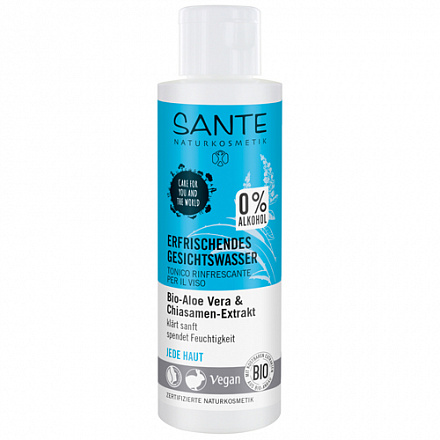 SANTE
NATURKOSMETIK
CARE FOR
YOU AND
THE WORLD
0%
ALKOHOL
ERFRISCHENDES
GESICHTSWASSER
TONICO RINFRESCANTE
PER IL VISO
Bio-Aloe Vera &
Chiasamen-Extrakt
klärt sanft
spendet Feuchtigkeit
JEDE HAUT
Vegan
BIO
ZERTIFIZIERTE NATURKOSMETIK